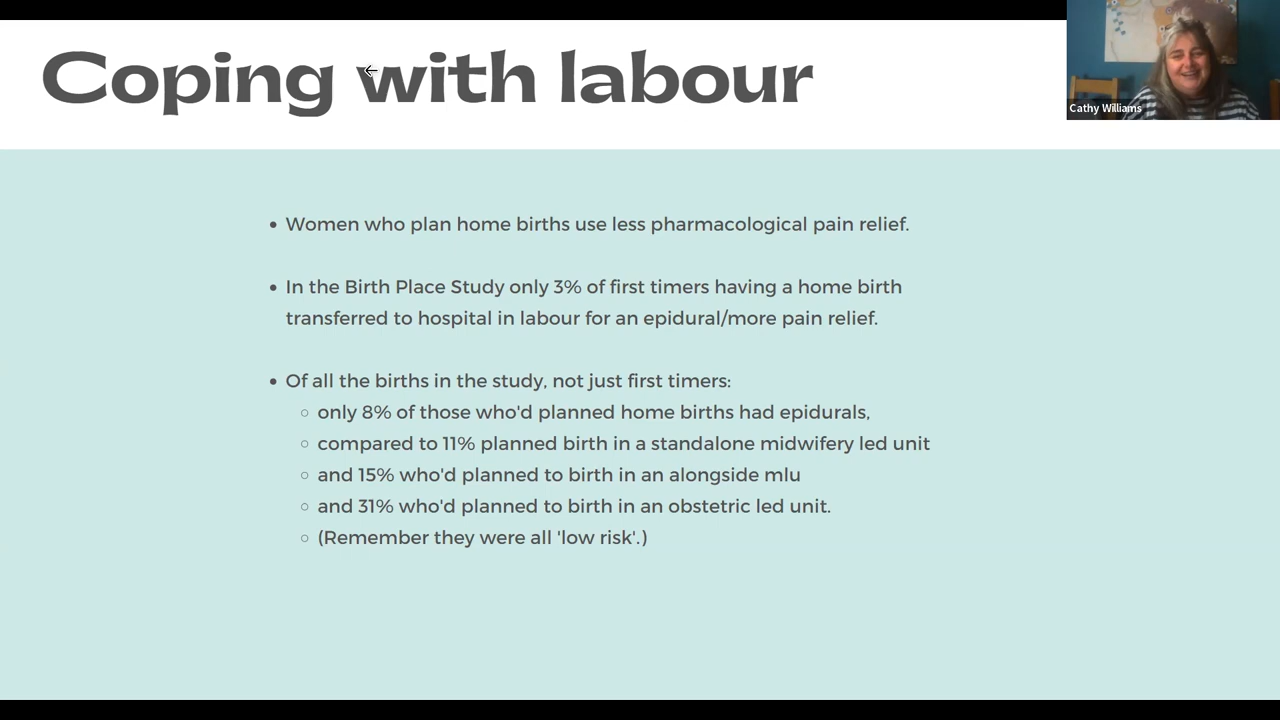 Coping with labour
Cathy Williams
• Women who plan home births use less pharmacological pain relief.
• In the Birth Place Study only 3% of first timers having a home birth
transferred to hospital in labour for an epidural/more pain relief.
• Of all the births in the study, not just first timers:
○ only 8% of those who'd planned home births had epidurals,
○ compared to 11% planned birth in a standalone midwifery led unit
○ and 15% who'd planned to birth in an alongside mlu
○ and 31% who'd planned to birth in an obstetric led unit.
○ (Remember they were all 'low risk'.)